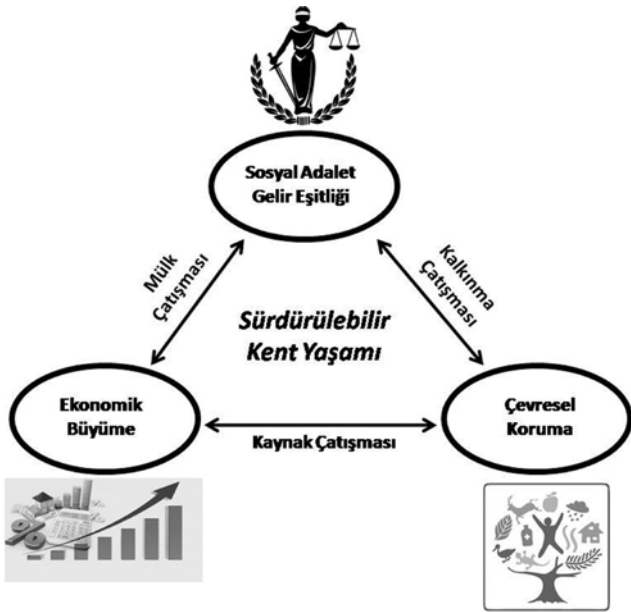 Sosyal Adalet
Gelir Eşitliği
Mülk
Çatışması
Kalkınma
Çatışması
Sürdürülebilir
Kent Yaşamı
Ekonomik
Büyüme
Kaynak Çatışması
Çevresel
Koruma